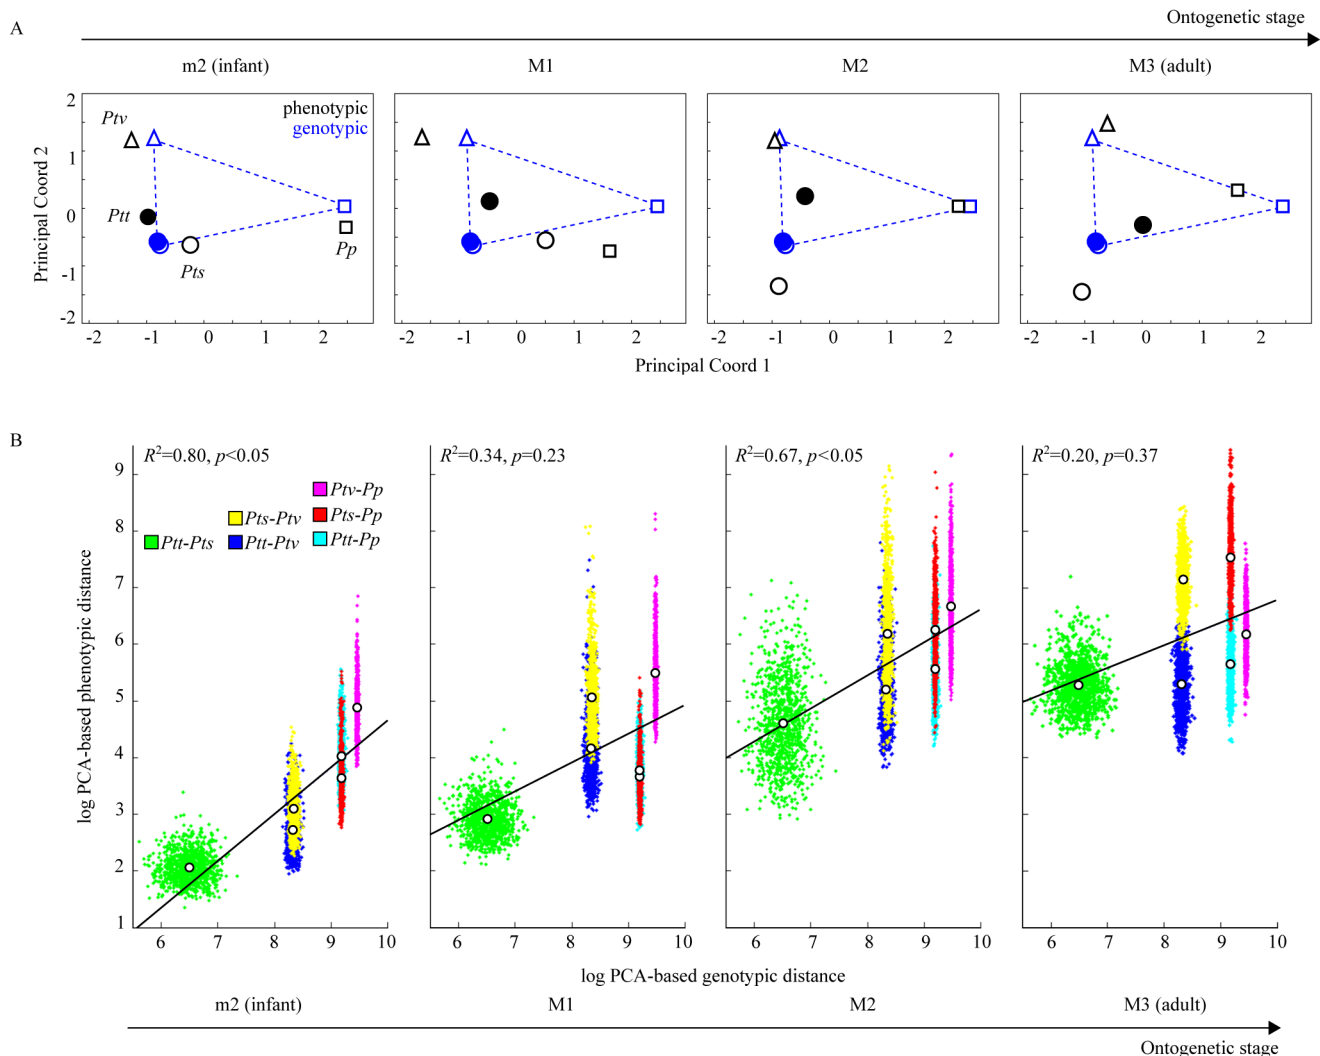 A
Ontogenetic stage
m2 (infant) M1 M2 M3 (adult)
phenotypic
genotypic
Ptv
Ptt
Pts
Pp
Principal Coord 2
2
1
0
-1
-2
-2 -1 0 1 2 -2 -1 0 1 2 -2 -1 0 1 2 -2 -1 0 1 2
Principal Coord 1
B
R²=0.80, p<0.05 R²=0.34, p=0.23 R²=0.67, p<0.05 R²=0.20, p=0.37
Ptv-Pp
Pts-Ptv Pts-Pp
Ptt-Pts Ptt-Ptv Ptt-Pp
log PCA-based phenotypic distance
9
8
7
6
5
4
3
2
1
6 7 8 9 10 6 7 8 9 10 6 7 8 9 10 6 7 8 9 10
log PCA-based genotypic distance
m2 (infant) M1 M2 M3 (adult)
Ontogenetic stage